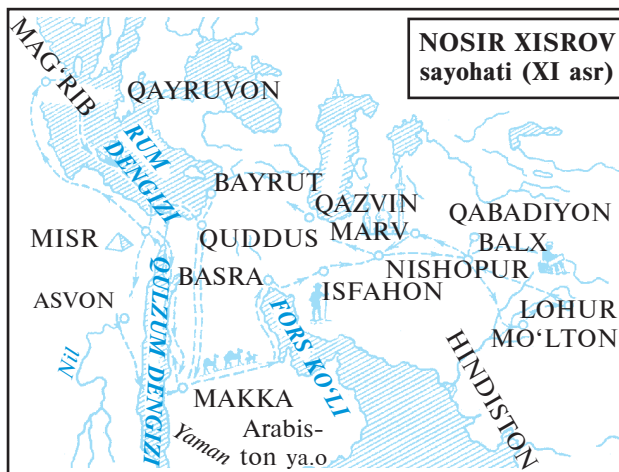 NOSIR XISROV
sayohati (XI asr)
MAG‘RIB
QAYRUVON
RUM
DENGIZI
BAYRUT
QAZVIN
MARV
QABADIYON
BALX
MISR
QUDDUS
NISHOPUR
BASRA
ISFAHON
ASVON
LOHUR
MO‘LTON
Nil
QULZUM DENGIZI
FORS KO‘LI
HINDISTON
MAKKA
Yaman
Arabis-
ton ya.o